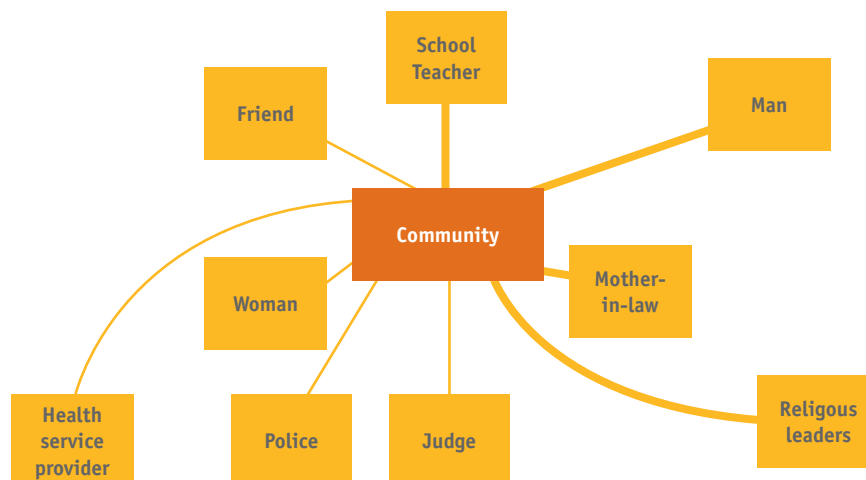 School
Teacher
Friend
Man
Community
Mother-
in-law
Woman
Religous
leaders
Health
service
provider
Police
Judge